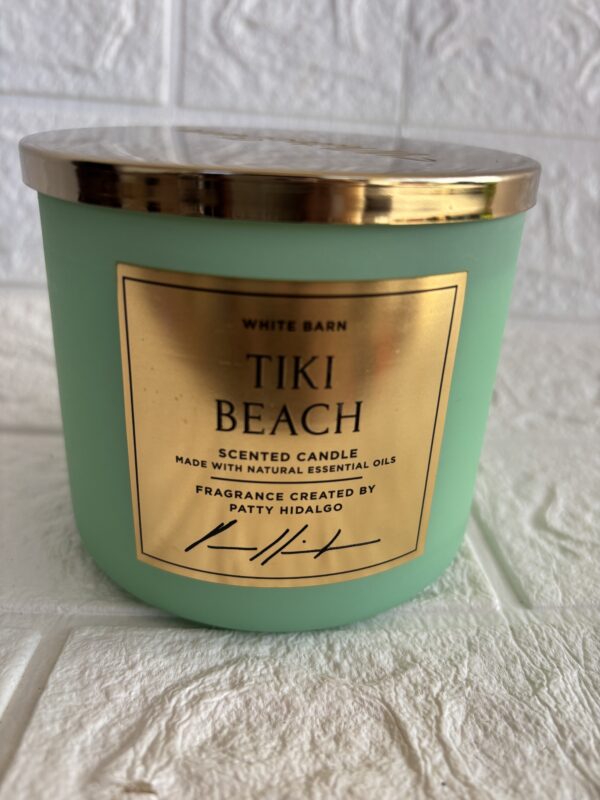 WHITE BARN
TIKI
BEACH
SCENTED CANDLE
MADE WITH NATURAL ESSENTIAL OILS
FRAGRANCE CREATED BY
PATTY HIDALGO